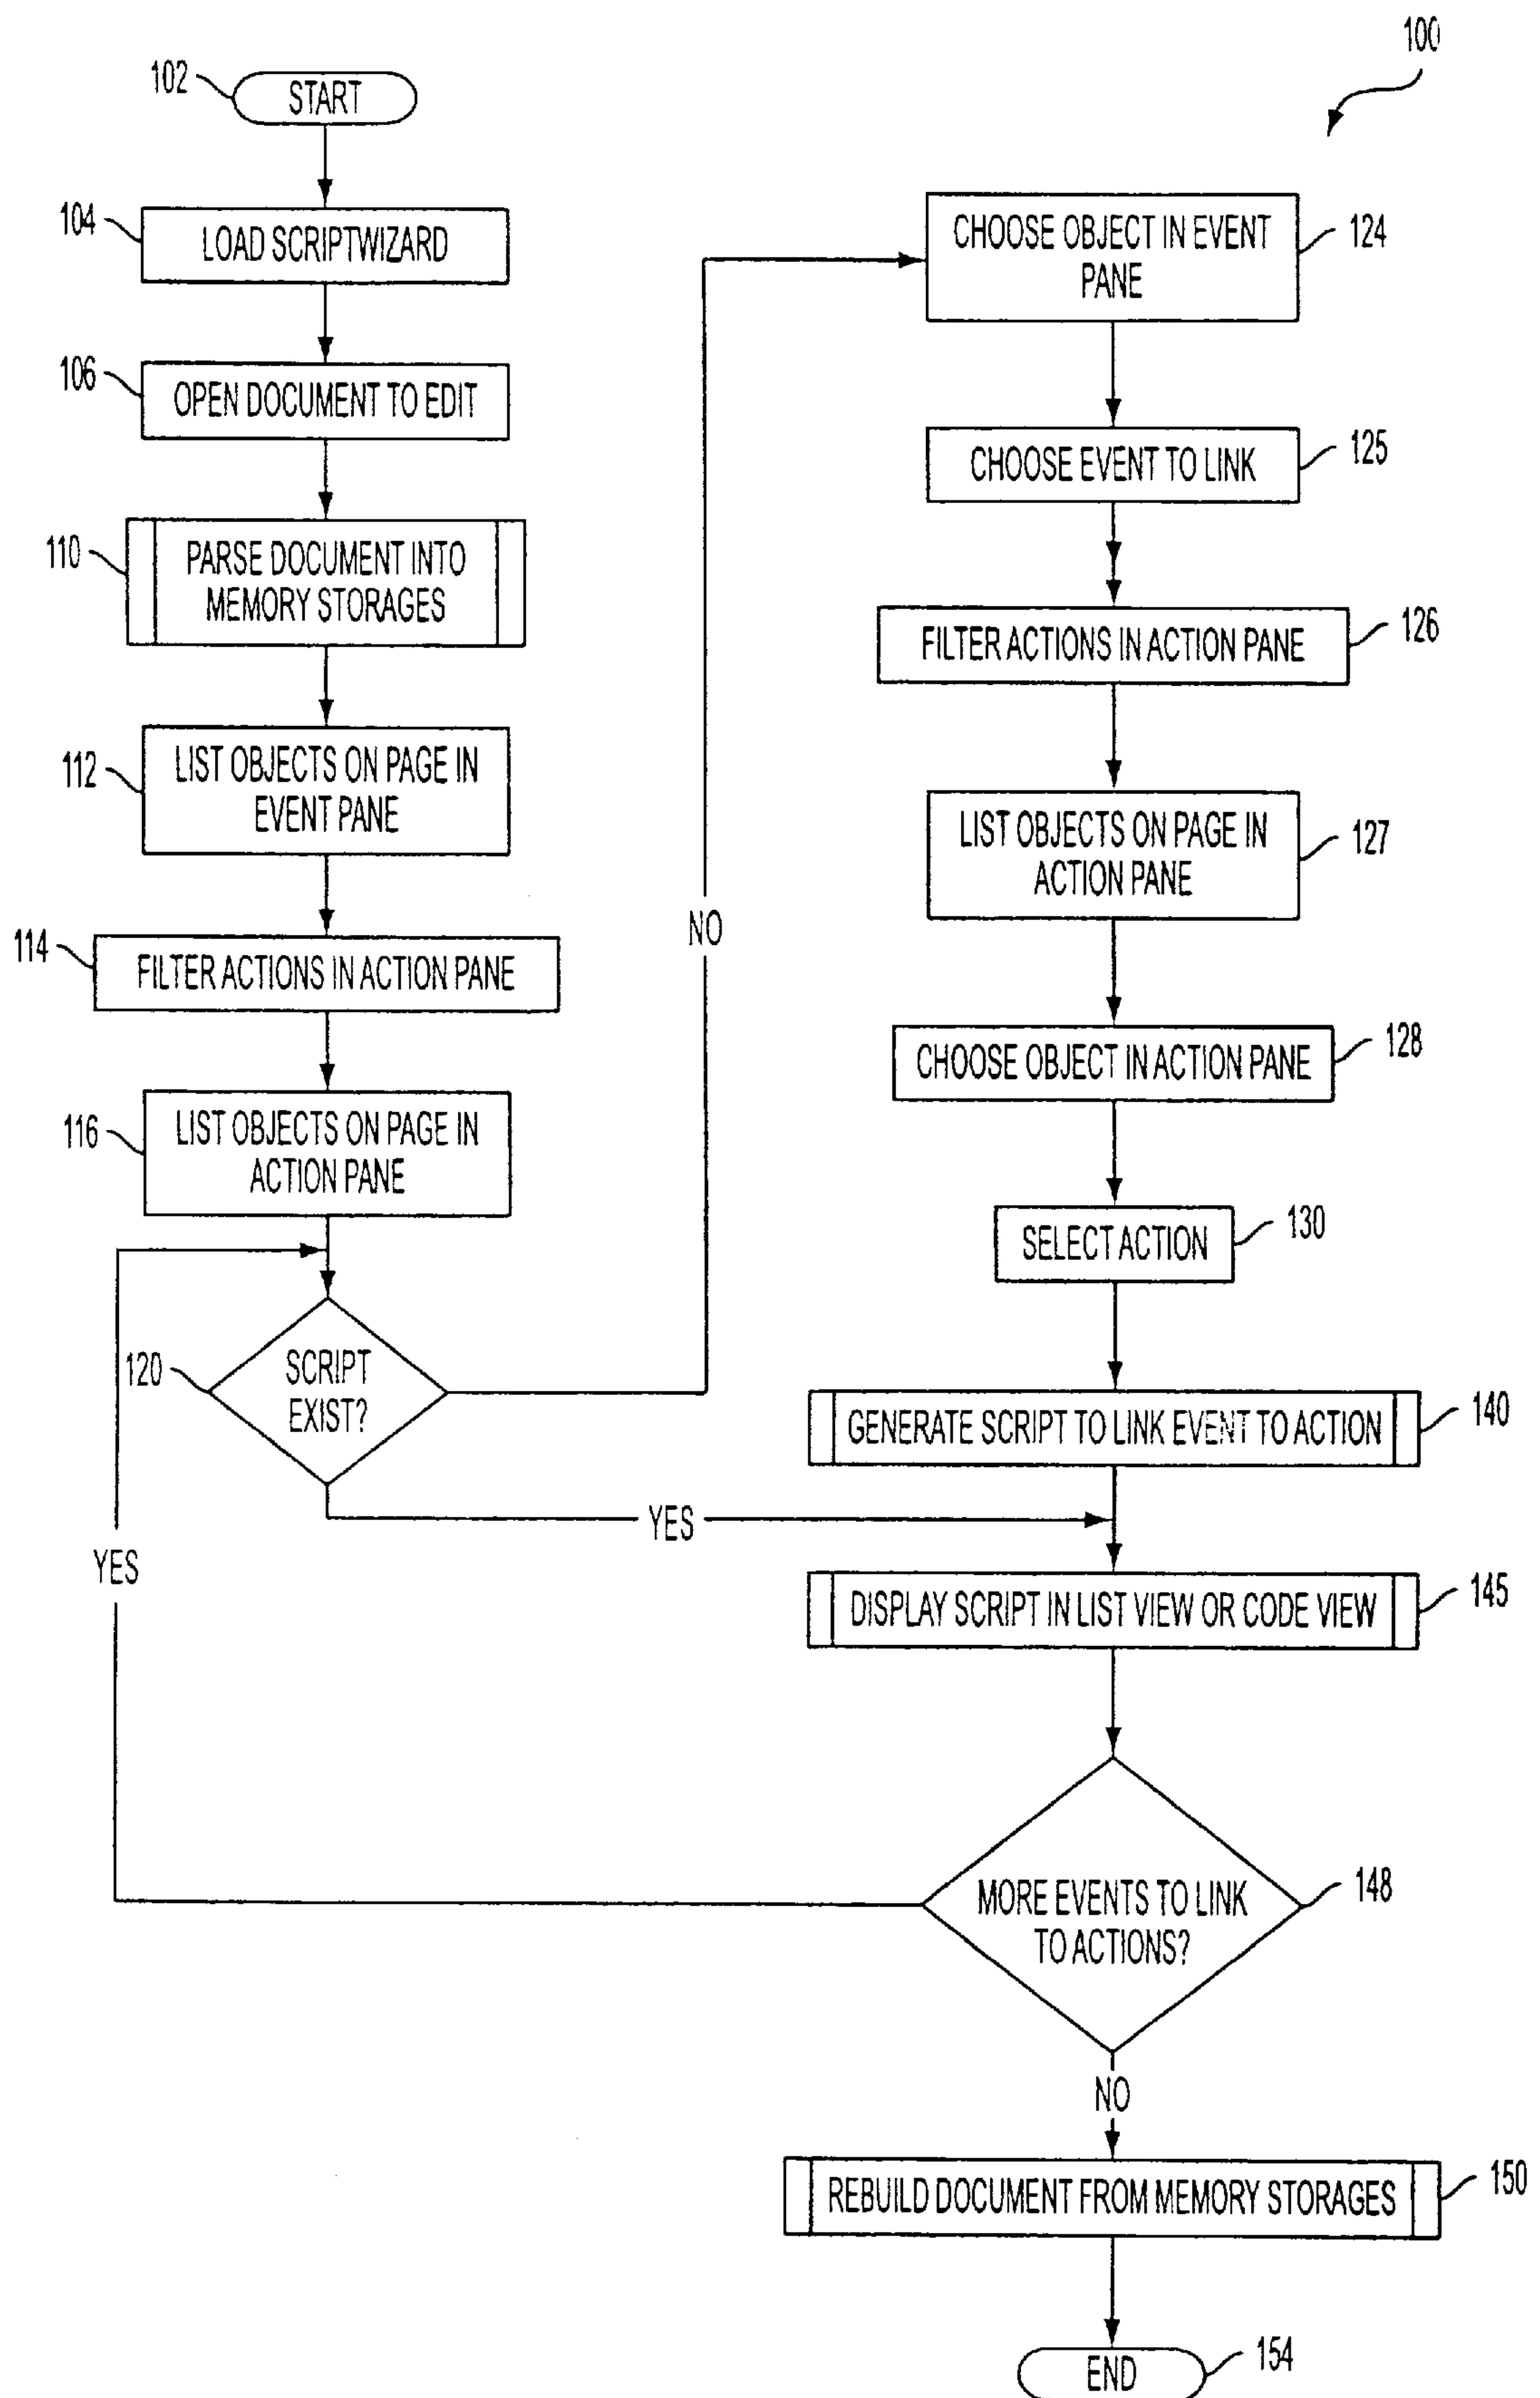 100
102
START
104
LOAD SCRIPTWIZARD
106
OPEN DOCUMENT TO EDIT
110
PARSE DOCUMENT INTO
MEMORY STORAGES
112
LIST OBJECTS ON PAGE IN
EVENT PANE
114
FILTER ACTIONS IN ACTION PANE
116
LIST OBJECTS ON PAGE IN
ACTION PANE
120
SCRIPT
EXIST?
NO
YES
YES
CHOOSE OBJECT IN EVENT
PANE
124
CHOOSE EVENT TO LINK
125
FILTER ACTIONS IN ACTION PANE
126
LIST OBJECTS ON PAGE IN
ACTION PANE
127
CHOOSE OBJECT IN ACTION PANE
128
SELECT ACTION
130
GENERATE SCRIPT TO LINK EVENT TO ACTION
140
DISPLAY SCRIPT IN LIST VIEW OR CODE VIEW
145
MORE EVENTS TO LINK
TO ACTIONS?
148
NO
REBUILD DOCUMENT FROM MEMORY STORAGES
150
END
154